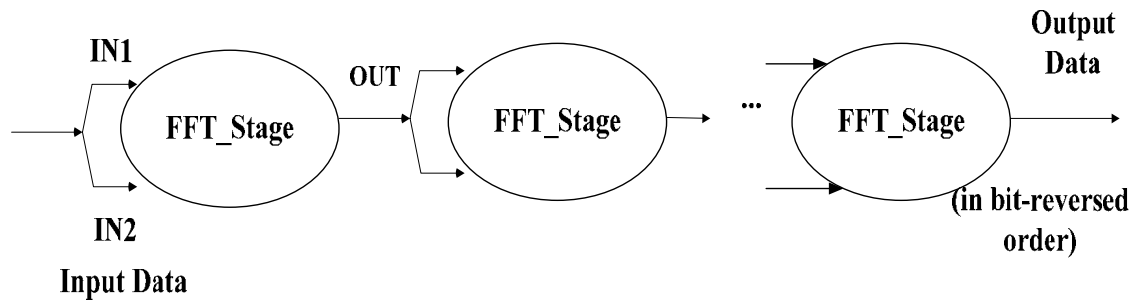 IN1
FFT_Stage
IN2
Input Data
OUT
FFT_Stage
...
FFT_Stage
Output
Data
(in bit-reversed
order)